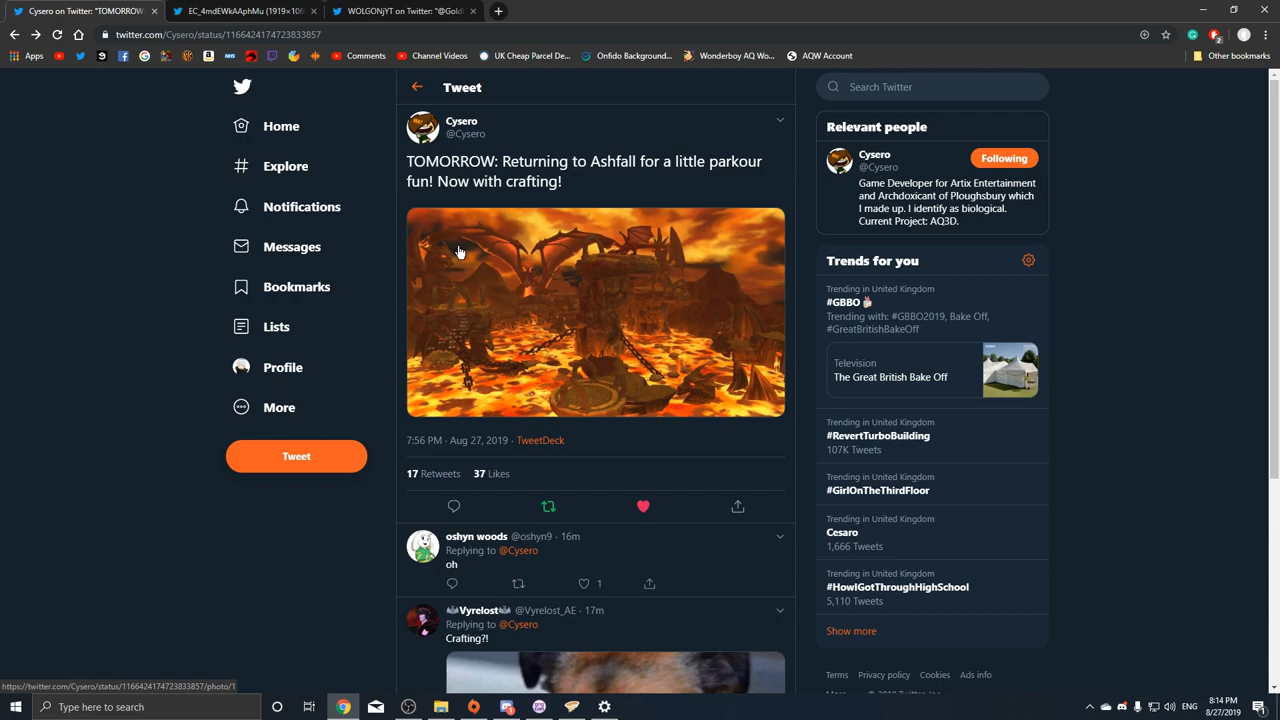 Cysero on Twitter: "TOMORROW
EC_4mdEWkAAphMu (1919×106
WOLGONJYT on Twitter: "@Goldi
twitter.com/Cysero/status/1166424174723833857
Apps
Comments
Channel Videos
UK Cheap Parcel De...
Onfido Background...
Wonderboy AQ Wo...
AQW Account
Other bookmarks
Home
Explore
Notifications
Messages
Bookmarks
Lists
Profile
More
Tweet
Tweet
Cysero
@Cysero
TOMORROW: Returning to Ashfall for a little parkour
fun! Now with crafting!
7:56 PM · Aug 27, 2019 · TweetDeck
17 Retweets 37 Likes
oshyn woods @oshyn9 · 16m
Replying to @Cysero
oh
1
Vyrelost @Vyrelost_AE · 17m
Replying to @Cysero
Crafting?!
Search Twitter
Relevant people
Cysero
@Cysero
Following
Game Developer for Artix Entertainment
and Archdoxicant of Ploughsbury which
I made up. I identify as biological.
Current Project: AQ3D.
Trends for you
Trending in United Kingdom
#GBBO
Trending with: #GBBO2019, Bake Off,
#GreatBritishBakeOff
Television
The Great British Bake Off
Trending in United Kingdom
#RevertTurboBuilding
107K Tweets
Trending in United Kingdom
#GirlOnTheThirdFloor
Trending in United Kingdom
Cesaro
1,666 Tweets
Trending in United Kingdom
#HowIGotThroughHighSchool
5,110 Tweets
Show more
Terms Privacy policy Cookies Ads info
https://twitter.com/Cysero/status/1166424174723833857/photo/1
Type here to search
ENG
8:14 PM
8/27/2019